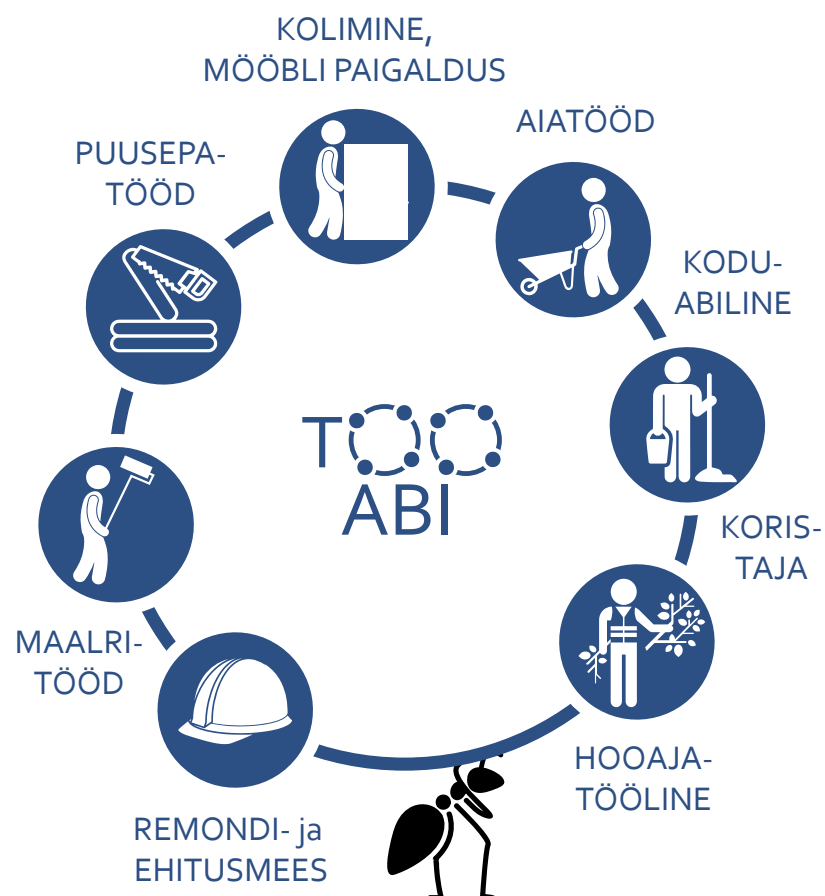 KOLIMINE,
MÖÖBLI PAIGALDUS
AIATÖÖD
PUUSEPA-
TÖÖD
KODU-
ABILINE
TÖÖ
ABI
KORIS-
TAJA
MAALRI-
TÖÖD
HOOAJA-
TÖÖLINE
REMONDI- ja
EHITUSMEES